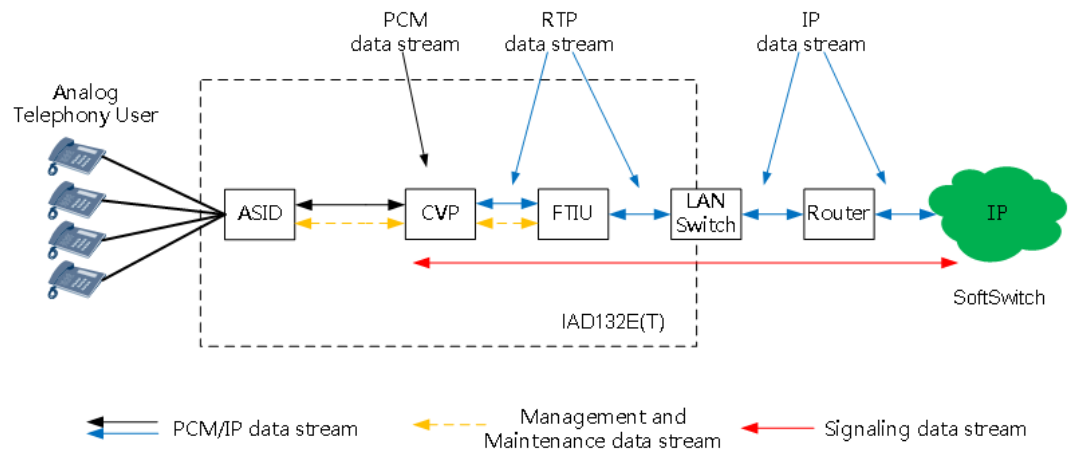 PCM
data stream
RTP
data stream
IP
data stream
Analog
Telephony User
ASID
CVP
FTIU
LAN
Switch
Router
IP
SoftSwitch
IAD132E(T)
PCM/IP data stream
Management and
Maintenance data stream
Signaling data stream